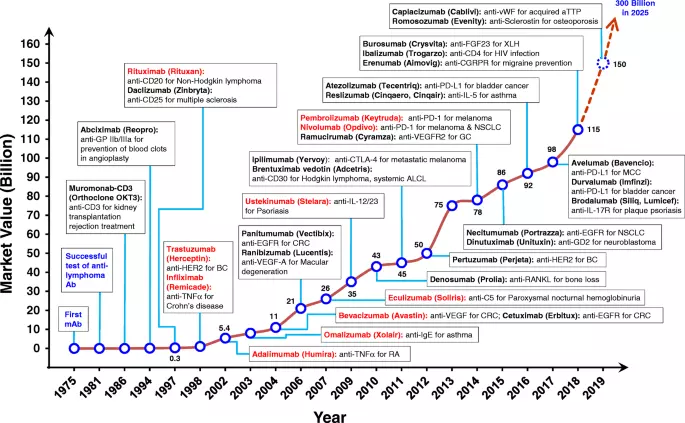 300 Billion
in 2025
Caplacizumab (Cablivi): anti-vWF for acquired aTTP
Romosozumab (Evenity): anti-Sclerostin for osteoporosis
Burosumab (Crysvita): anti-FGF23 for XLH
Ibalizumab (Trogarzo): anti-CD4 for HIV infection
Erenumab (Aimovig): anti-CGRPR for migraine prevention
150
Rituximab (Rituxan):
anti-CD20 for Non-Hodgkin lymphoma
Daclizumab (Zinbryta):
anti-CD25 for multiple sclerosis
Atezolizumab (Tecentriq): anti-PD-L1 for bladder cancer
Reslizumab (Cinqaero, Cinqair): anti-IL-5 for asthma
Abciximab (Reopro):
anti-GP IIb/IIIa for
prevention of blood clots
in angioplasty
Pembrolizumab (Keytruda): anti-PD-1 for melanoma
Nivolumab (Opdivo): anti-PD-1 for melanoma & NSCLC
Ramucirumab (Cyramza): anti-VEGFR2 for GC
115
Ipilimumab (Yervoy): anti-CTLA-4 for metastatic melanoma
Brentuximab vedotin (Adcetris):
anti-CD30 for Hodgkin lymphoma, systemic ALCL
98
Avelumab (Bavencio):
anti-PD-L1 for MCC
Durvalumab (Imfinzi):
anti-PD-L1 for bladder cancer
Brodalumab (Siliq, Lumicef):
anti-IL-17R for plaque psoriasis
Muromonab-CD3
(Orthoclone OKT3):
anti-CD3 for kidney
transplantation
rejection treatment
Ustekinumab (Stelara): anti-IL-12/23
for Psoriasis
86
92
75
78
Necitumumab (Portrazza): anti-EGFR for NSCLC
Dinutuximab (Unituxin): anti-GD2 for neuroblastoma
Panitumumab (Vectibix):
anti-EGFR for CRC
Ranibizumab (Lucentis):
anti-VEGF-A for Macular
degeneration
Successful
test of anti-
lymphoma
Ab
Trastuzumab
(Herceptin):
anti-HER2 for BC
Infliximab
(Remicade):
anti-TNFα for
Crohn's disease
50
Pertuzumab (Perjeta): anti-HER2 for BC
43
45
Denosumab (Prolia): anti-RANKL for bone loss
26
35
Eculizumab (Soliris): anti-C5 for Paroxysmal nocturnal hemoglobinuria
21
First
mAb
Bevacizumab (Avastin): anti-VEGF for CRC; Cetuximab (Erbitux): anti-EGFR for CRC
11
5.4
Omalizumab (Xolair): anti-IgE for asthma
0.3
Adalimumab (Humira): anti-TNFα for RA
Market Value (Billion)
160
150
140
130
120
110
100
90
80
70
60
50
40
30
20
10
0
1975
1981
1986
1994
1997
1998
2002
2003
2004
2006
2007
2009
2010
2011
2012
2013
2014
2015
2016
2017
2018
2019
Year